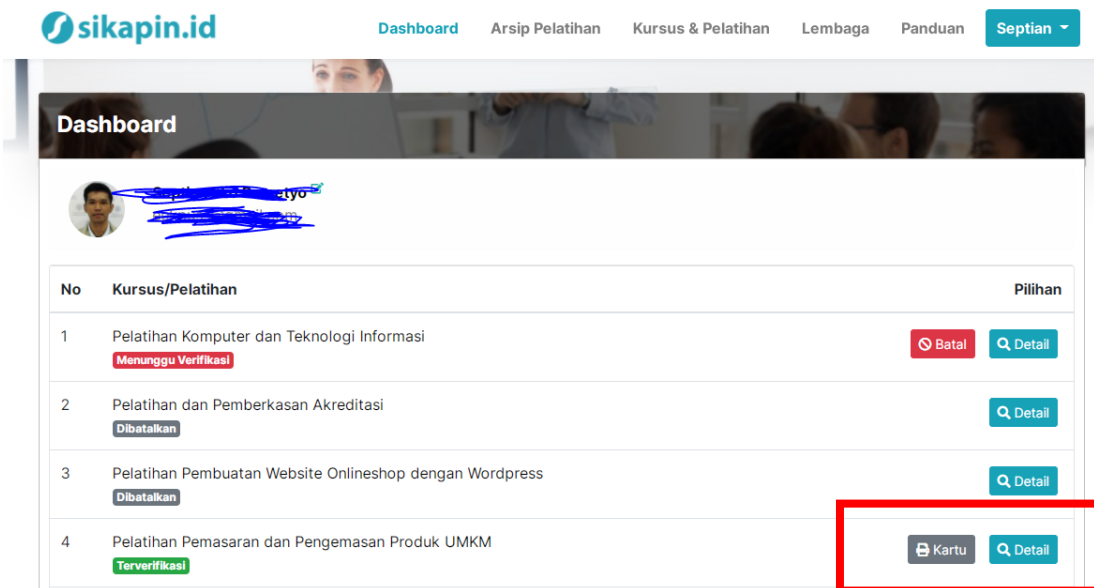 sikapin.id
Dashboard Arsip Pelatihan Kursus & Pelatihan Lembaga Panduan Septian
Dashboard
No Kursus/Pelatihan Pilihan
1 Pelatihan Komputer dan Teknologi Informasi Batal Detail
Menunggu Verifikasi
2 Pelatihan dan Pemberkasan Akreditasi Detail
Dibatalkan
3 Pelatihan Pembuatan Website Onlineshop dengan Wordpress Detail
Dibatalkan
4 Pelatihan Pemasaran dan Pengemasan Produk UMKM Kartu Detail
Terverifikasi